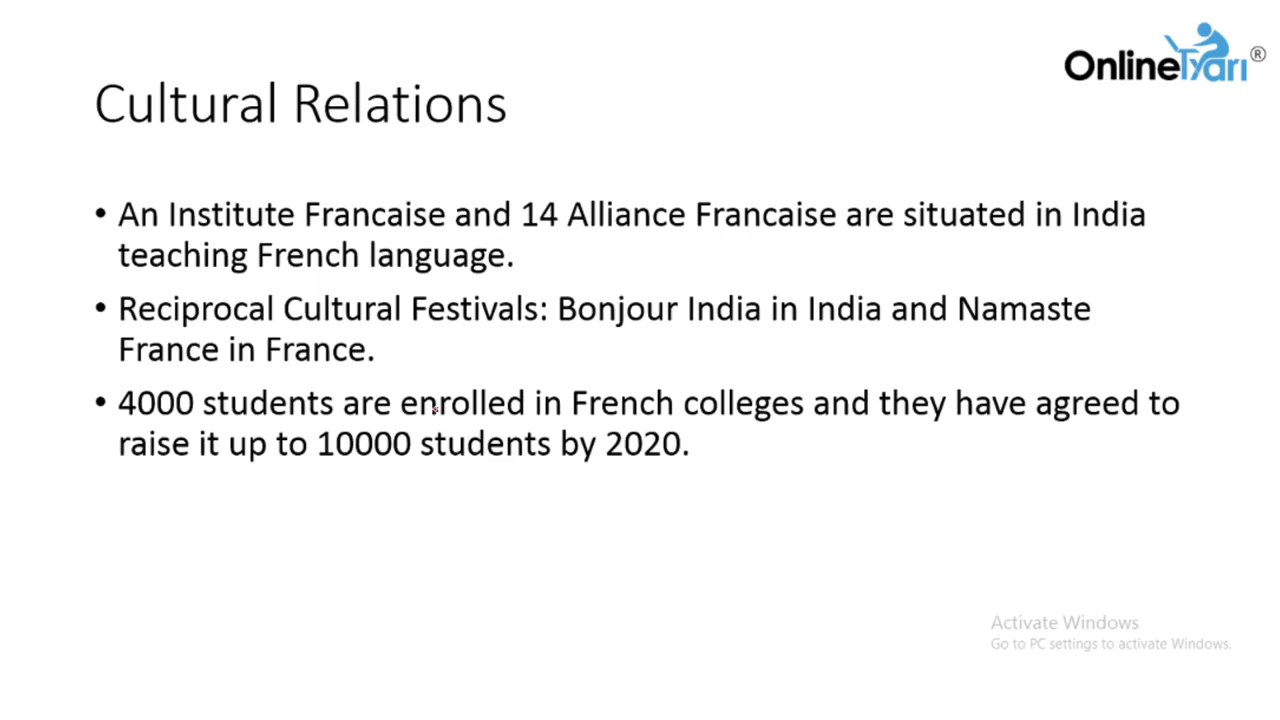 OnlineTyari®
Cultural Relations
• An Institute Francaise and 14 Alliance Francaise are situated in India
teaching French language.
• Reciprocal Cultural Festivals: Bonjour India in India and Namaste
France in France.
• 4000 students are enrolled in French colleges and they have agreed to
raise it up to 10000 students by 2020.
Activate Windows
Go to PC settings to activate Windows.